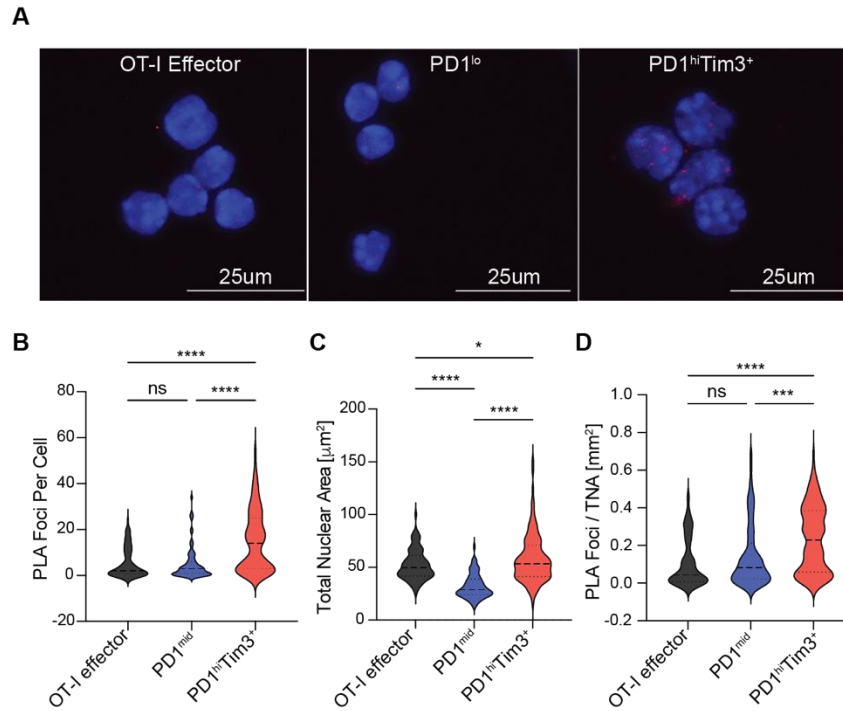 A
OT-I Effector
PD1ˡᵒ
PD1ʰⁱTim3⁺
25um
25um
25um
B
****
ns
****
80
60
40
20
0
-20
PLA Foci Per Cell
OT-I effector
PD1ᵐⁱᵈ
PD1ʰⁱTim3⁺
C
*
****
****
200
150
100
50
0
Total Nuclear Area [μm²]
OT-I effector
PD1ᵐⁱᵈ
PD1ʰⁱTim3⁺
D
****
ns
***
1.0
0.8
0.6
0.4
0.2
0.0
-0.2
PLA Foci / TNA [mm²]
OT-I effector
PD1ᵐⁱᵈ
PD1ʰⁱTim3⁺